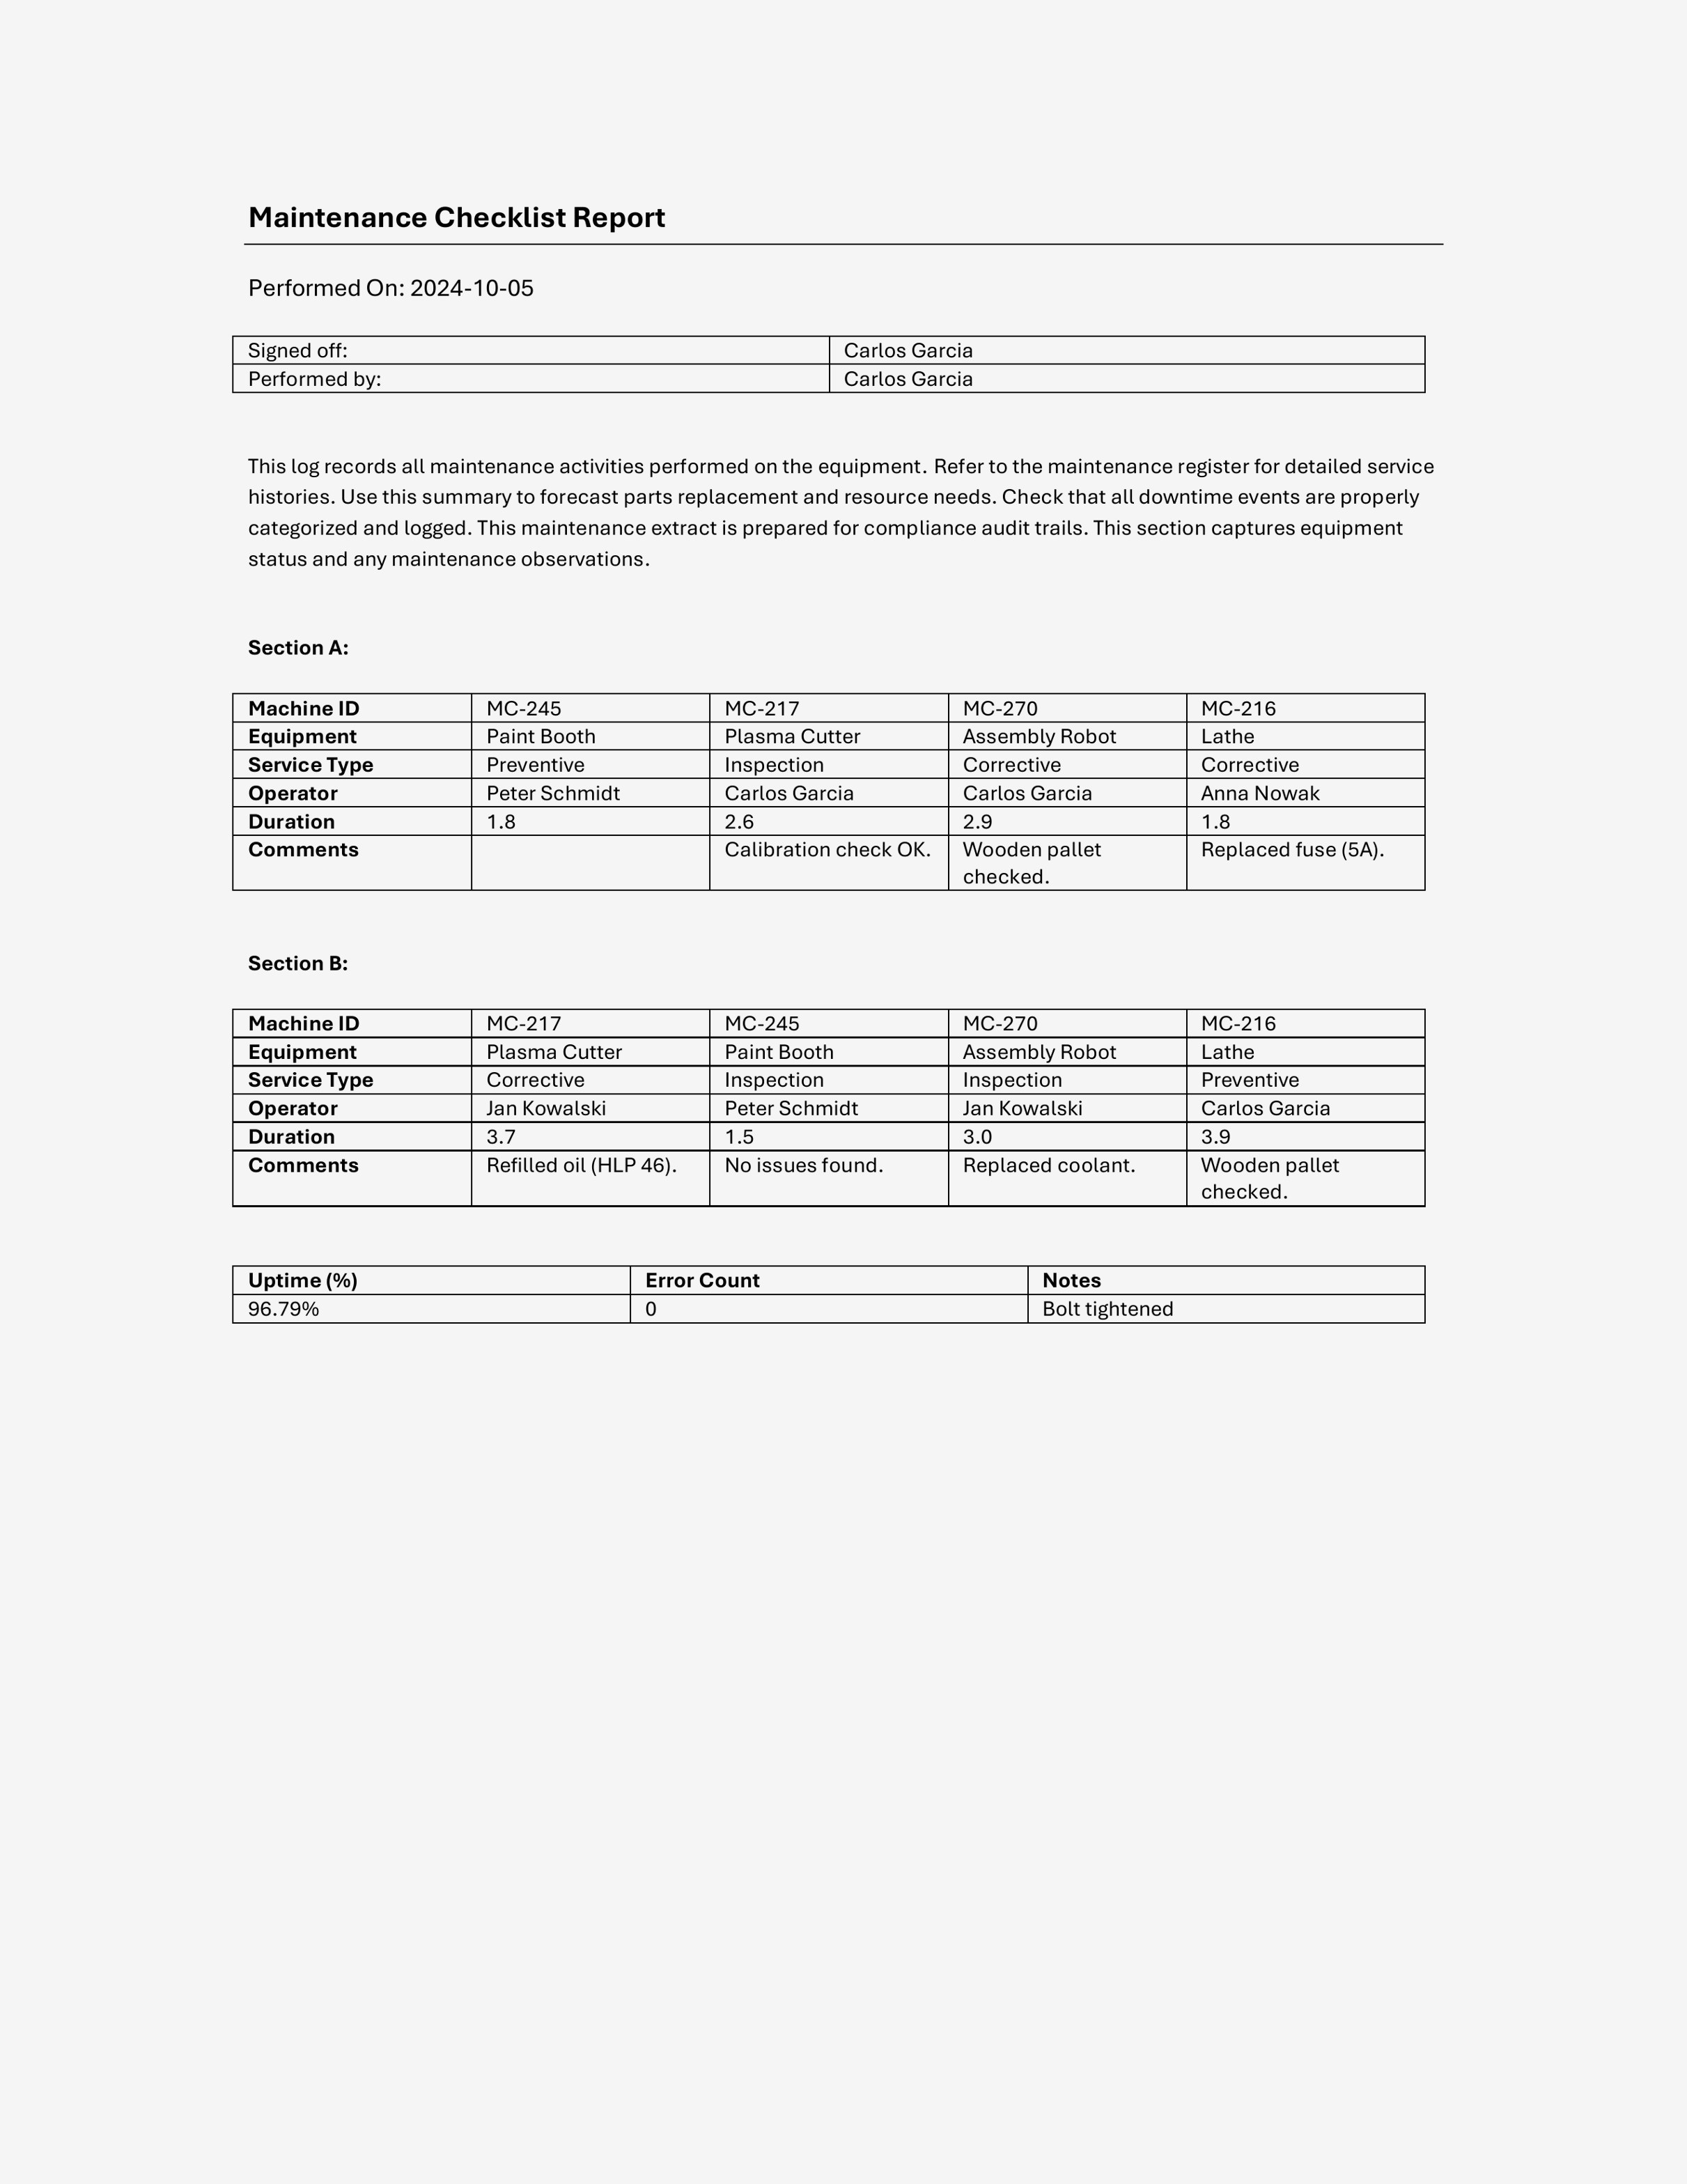 Maintenance Checklist Report
Performed On: 2024-10-05
Signed off: Carlos Garcia
Performed by: Carlos Garcia
This log records all maintenance activities performed on the equipment. Refer to the maintenance register for detailed service
histories. Use this summary to forecast parts replacement and resource needs. Check that all downtime events are properly
categorized and logged. This maintenance extract is prepared for compliance audit trails. This section captures equipment
status and any maintenance observations.
Section A:
Machine ID MC-245 MC-217 MC-270 MC-216
Equipment Paint Booth Plasma Cutter Assembly Robot Lathe
Service Type Preventive Inspection Corrective Corrective
Operator Peter Schmidt Carlos Garcia Carlos Garcia Anna Nowak
Duration 1.8 2.6 2.9 1.8
Comments Calibration check OK. Wooden pallet Replaced fuse (5A).
checked.
Section B:
Machine ID MC-217 MC-245 MC-270 MC-216
Equipment Plasma Cutter Paint Booth Assembly Robot Lathe
Service Type Corrective Inspection Inspection Preventive
Operator Jan Kowalski Peter Schmidt Jan Kowalski Carlos Garcia
Duration 3.7 1.5 3.0 3.9
Comments Refilled oil (HLP 46). No issues found. Replaced coolant. Wooden pallet
checked.
Uptime (%) Error Count Notes
96.79% 0 Bolt tightened